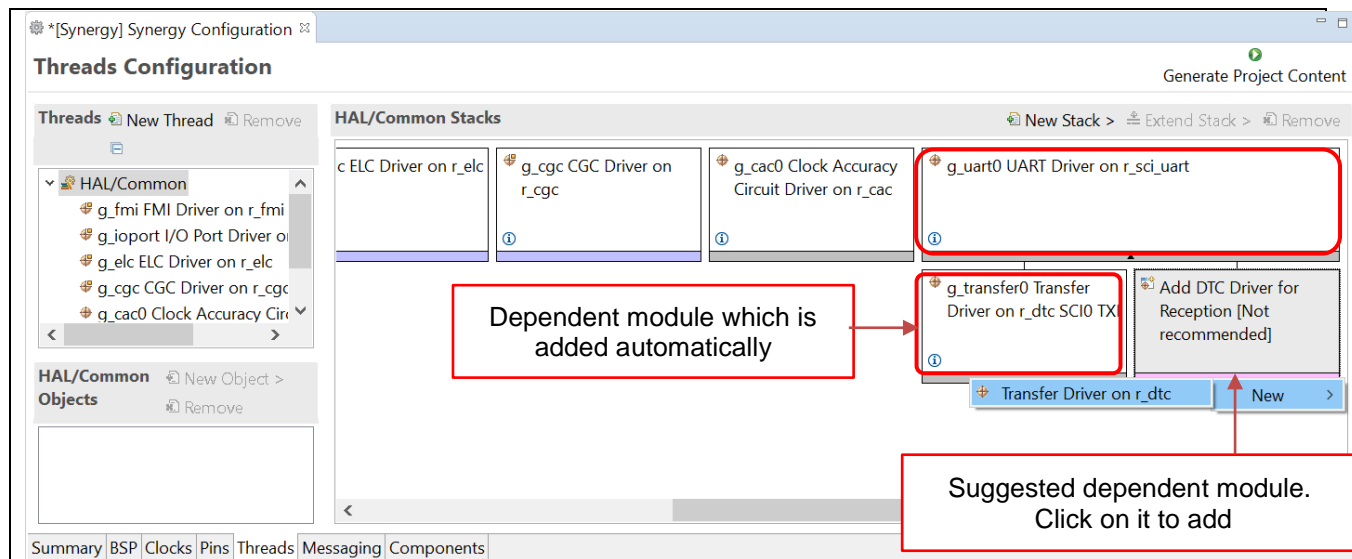 *[Synergy] Synergy Configuration
Threads Configuration
Generate Project Content
Threads New Thread Remove
HAL/Common Stacks
New Stack > Extend Stack > Remove
HAL/Common
g_fmi FMI Driver on r_fmi
g_ioport I/O Port Driver o
g_elc ELC Driver on r_elc
g_cgc CGC Driver on r_cgc
g_cac0 Clock Accuracy Circ
c ELC Driver on r_elc
g_cgc CGC Driver on
r_cgc
g_cac0 Clock Accuracy
Circuit Driver on r_cac
g_uart0 UART Driver on r_sci_uart
g_transfer0 Transfer
Driver on r_dtc SCI0 TXI
Add DTC Driver for
Reception [Not
recommended]
Dependent module which is
added automatically
Transfer Driver on r_dtc
New >
HAL/Common
Objects
New Object >
Remove
Suggested dependent module.
Click on it to add
Summary BSP Clocks Pins Threads Messaging Components